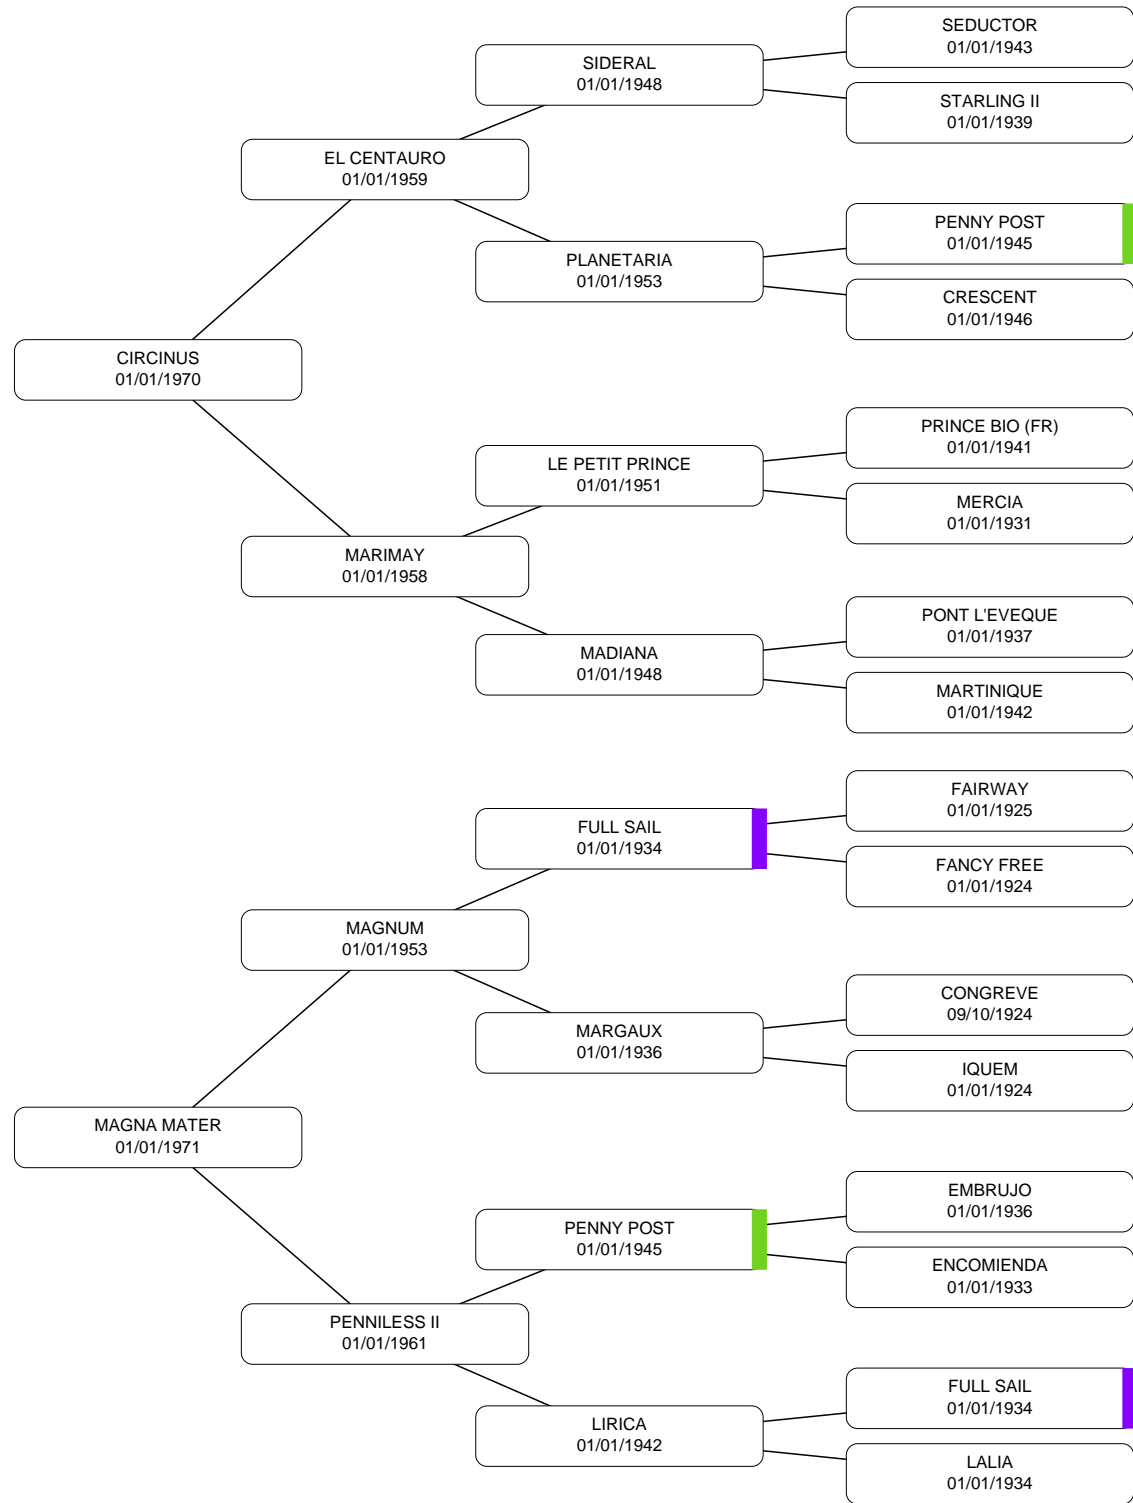 SEDUCTOR
01/01/1943
SIDERAL
01/01/1948
STARLING II
01/01/1939
EL CENTAURO
01/01/1959
PENNY POST
01/01/1945
PLANETARIA
01/01/1953
CRESCENT
01/01/1946
CIRCINUS
01/01/1970
PRINCE BIO (FR)
01/01/1941
LE PETIT PRINCE
01/01/1951
MERCIA
01/01/1931
MARIMAY
01/01/1958
PONT L'EVEQUE
01/01/1937
MADIANA
01/01/1948
MARTINIQUE
01/01/1942
FAIRWAY
01/01/1925
FULL SAIL
01/01/1934
FANCY FREE
01/01/1924
MAGNUM
01/01/1953
CONGREVE
09/10/1924
MARGAUX
01/01/1936
IQUEM
01/01/1924
MAGNA MATER
01/01/1971
EMBRUJO
01/01/1936
PENNY POST
01/01/1945
ENCOMIENDA
01/01/1933
PENNILESS II
01/01/1961
FULL SAIL
01/01/1934
LIRICA
01/01/1942
LALIA
01/01/1934